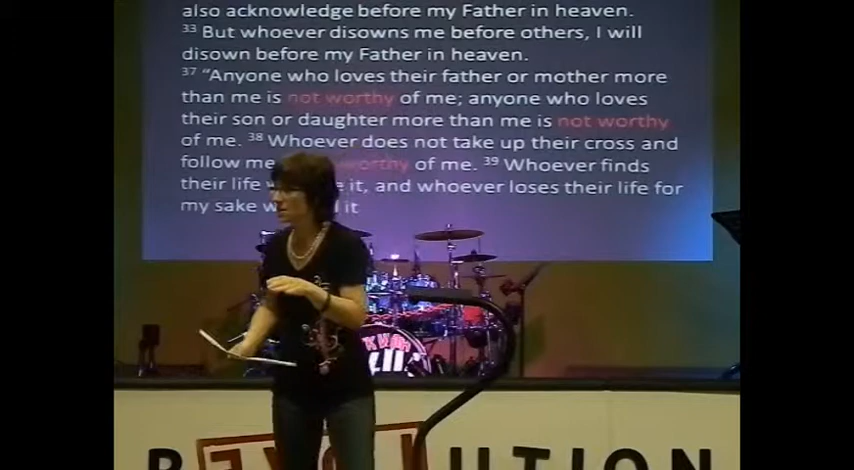 also acknowledge before my Father in heaven.
33 But whoever disowns me before others, I will
disown before my Father in heaven.
37 "Anyone who loves their father or mother more
than me is not worthy of me; anyone who loves
their son or daughter more than me is not worthy
of me. 38 Whoever does not take up their cross and
follow me worthy of me. 39 Whoever finds
their life it, and whoever loses their life for
my sake it